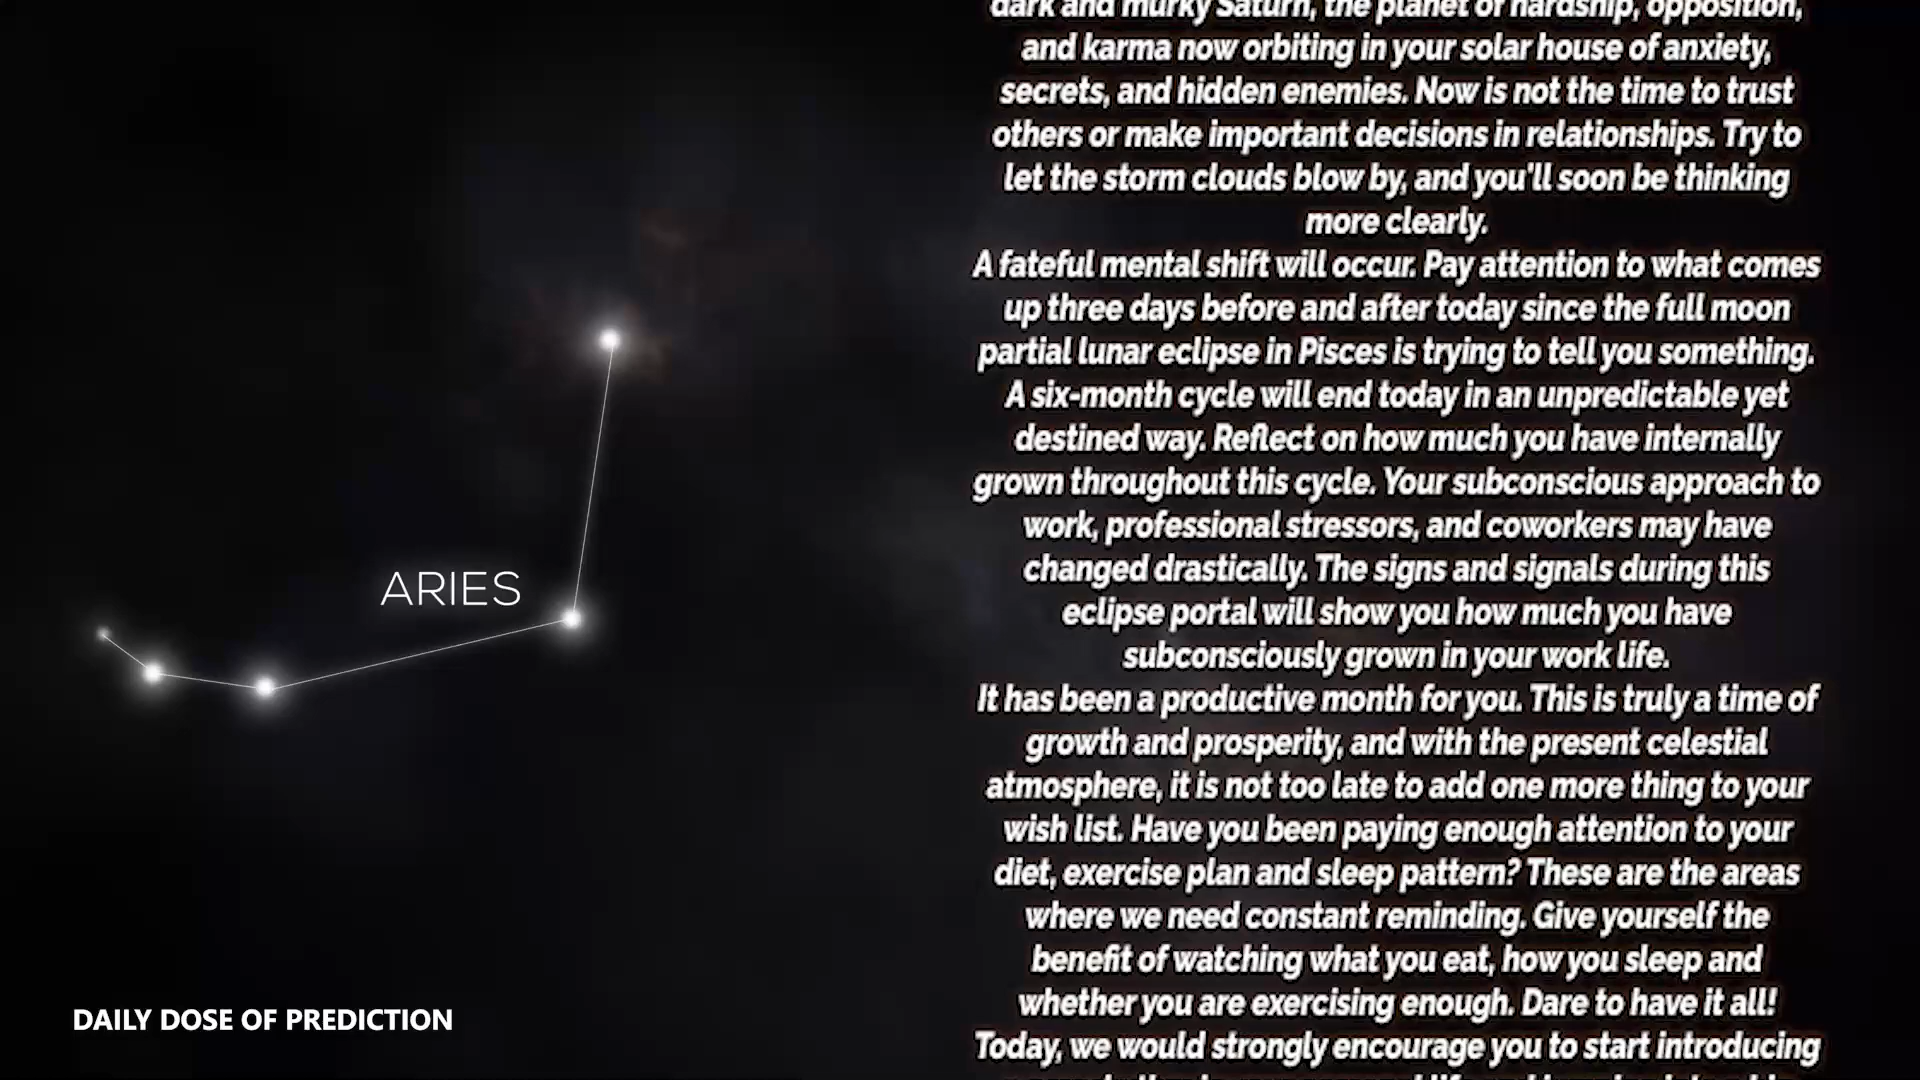 dark and murky Saturn, the planet of hardship, opposition,
and karma now orbiting in your solar house of anxiety,
secrets, and hidden enemies. Now is not the time to trust
others or make important decisions in relationships. Try to
let the storm clouds blow by, and you'll soon be thinking
more clearly.
A fateful mental shift will occur. Pay attention to what comes
up three days before and after today since the full moon
partial lunar eclipse in Pisces is trying to tell you something.
A six-month cycle will end today in an unpredictable yet
destined way. Reflect on how much you have internally
grown throughout this cycle. Your subconscious approach to
work, professional stressors, and coworkers may have
changed drastically. The signs and signals during this
eclipse portal will show you how much you have
subconsciously grown in your work life.
It has been a productive month for you. This is truly a time of
growth and prosperity, and with the present celestial
atmosphere, it is not too late to add one more thing to your
wish list. Have you been paying enough attention to your
diet, exercise plan and sleep pattern? These are the areas
where we need constant reminding. Give yourself the
benefit of watching what you eat, how you sleep and
whether you are exercising enough. Dare to have it all!
Today, we would strongly encourage you to start introducing
ARIES
DAILY DOSE OF PREDICTION